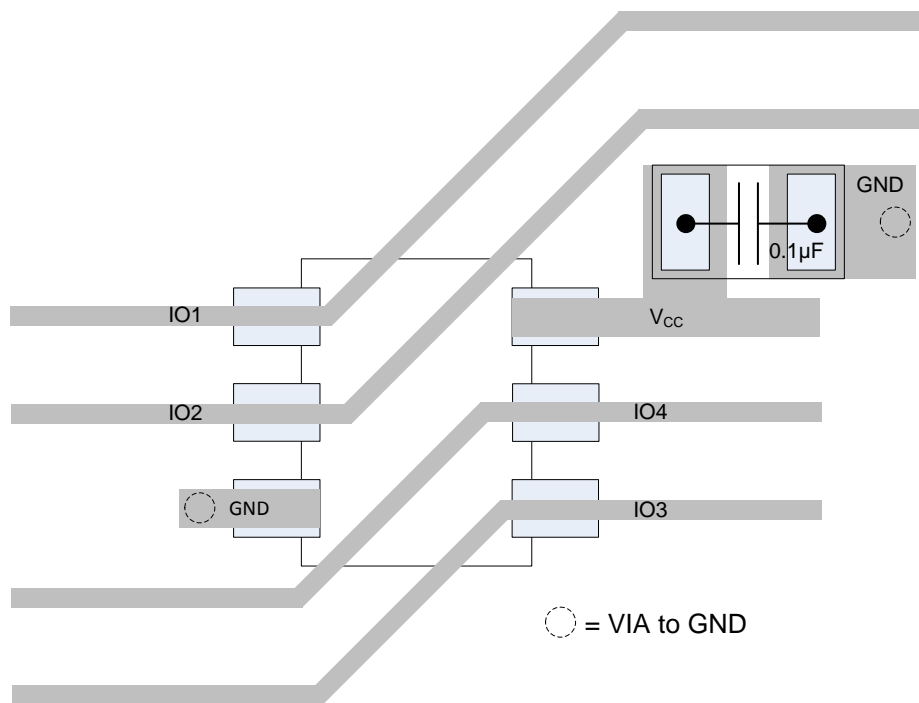 GND
0.1µF
IO1
VCC
IO2
IO4
GND
IO3
= VIA to GND